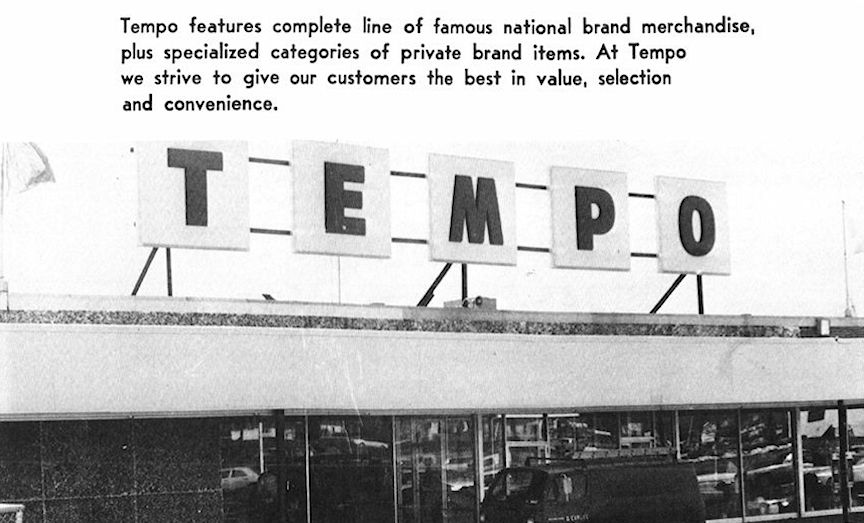 Tempo features complete line of famous national brand merchandise,
plus specialized categories of private brand items. At Tempo
we strive to give our customers the best in value, selection
and convenience.
TEMPO